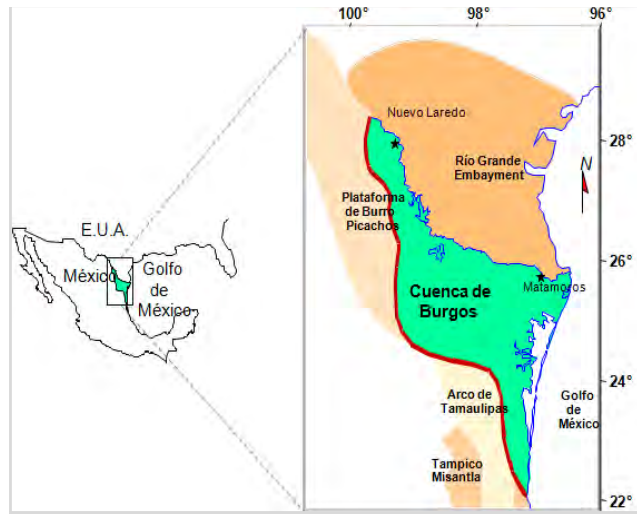 100°
98°
96°
Nuevo Laredo
28°
Río Grande
Embayment
N
Plataforma
de Burro
Picachos
E.U.A.
México
Golfo
de
México
26°
Matamoros
Cuenca de
Burgos
24°
Arco de
Tamaulipas
Golfo
de
México
Tampico
Misantla
22°